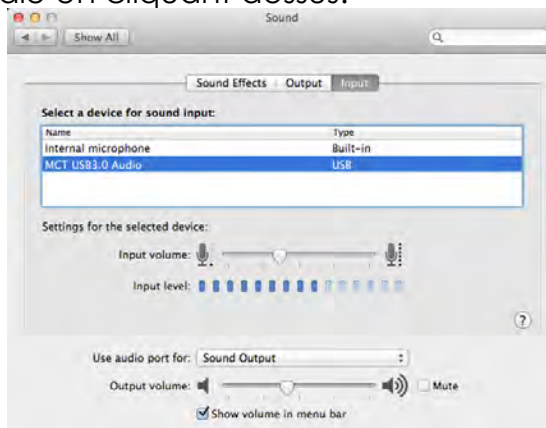 en cliquant dessus.
Sound
Show All
Sound Effects Output Input
Select a device for sound input:
Name Type
Internal microphone Built-in
MCT USB3.0 Audio USB
Settings for the selected device:
Input volume:
Input level:
?
Use audio port for: Sound Output
Output volume: Mute
Show volume in menu bar